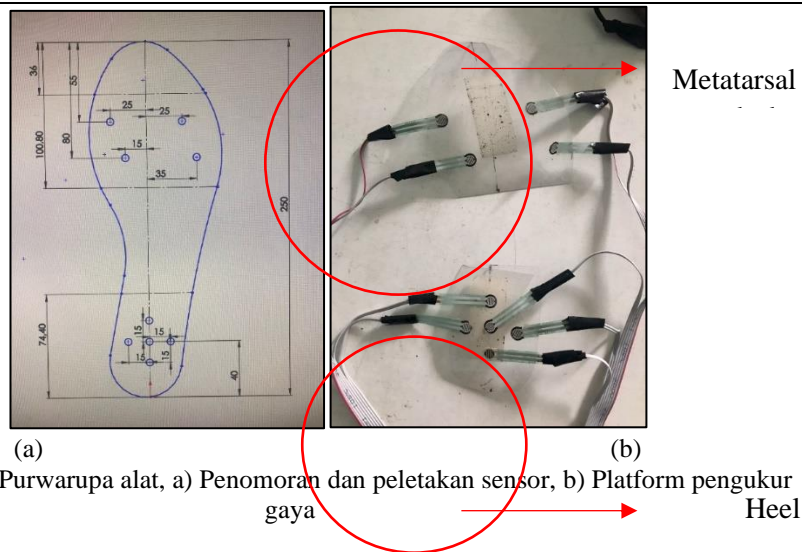 36
55
25
25
100,80
80
15
35
250
15
15
15
15
74,40
40
Metatarsal
(a)
(b)
Purwarupa alat, a) Penomoran dan peletakan sensor, b) Platform pengukur
gaya
Heel